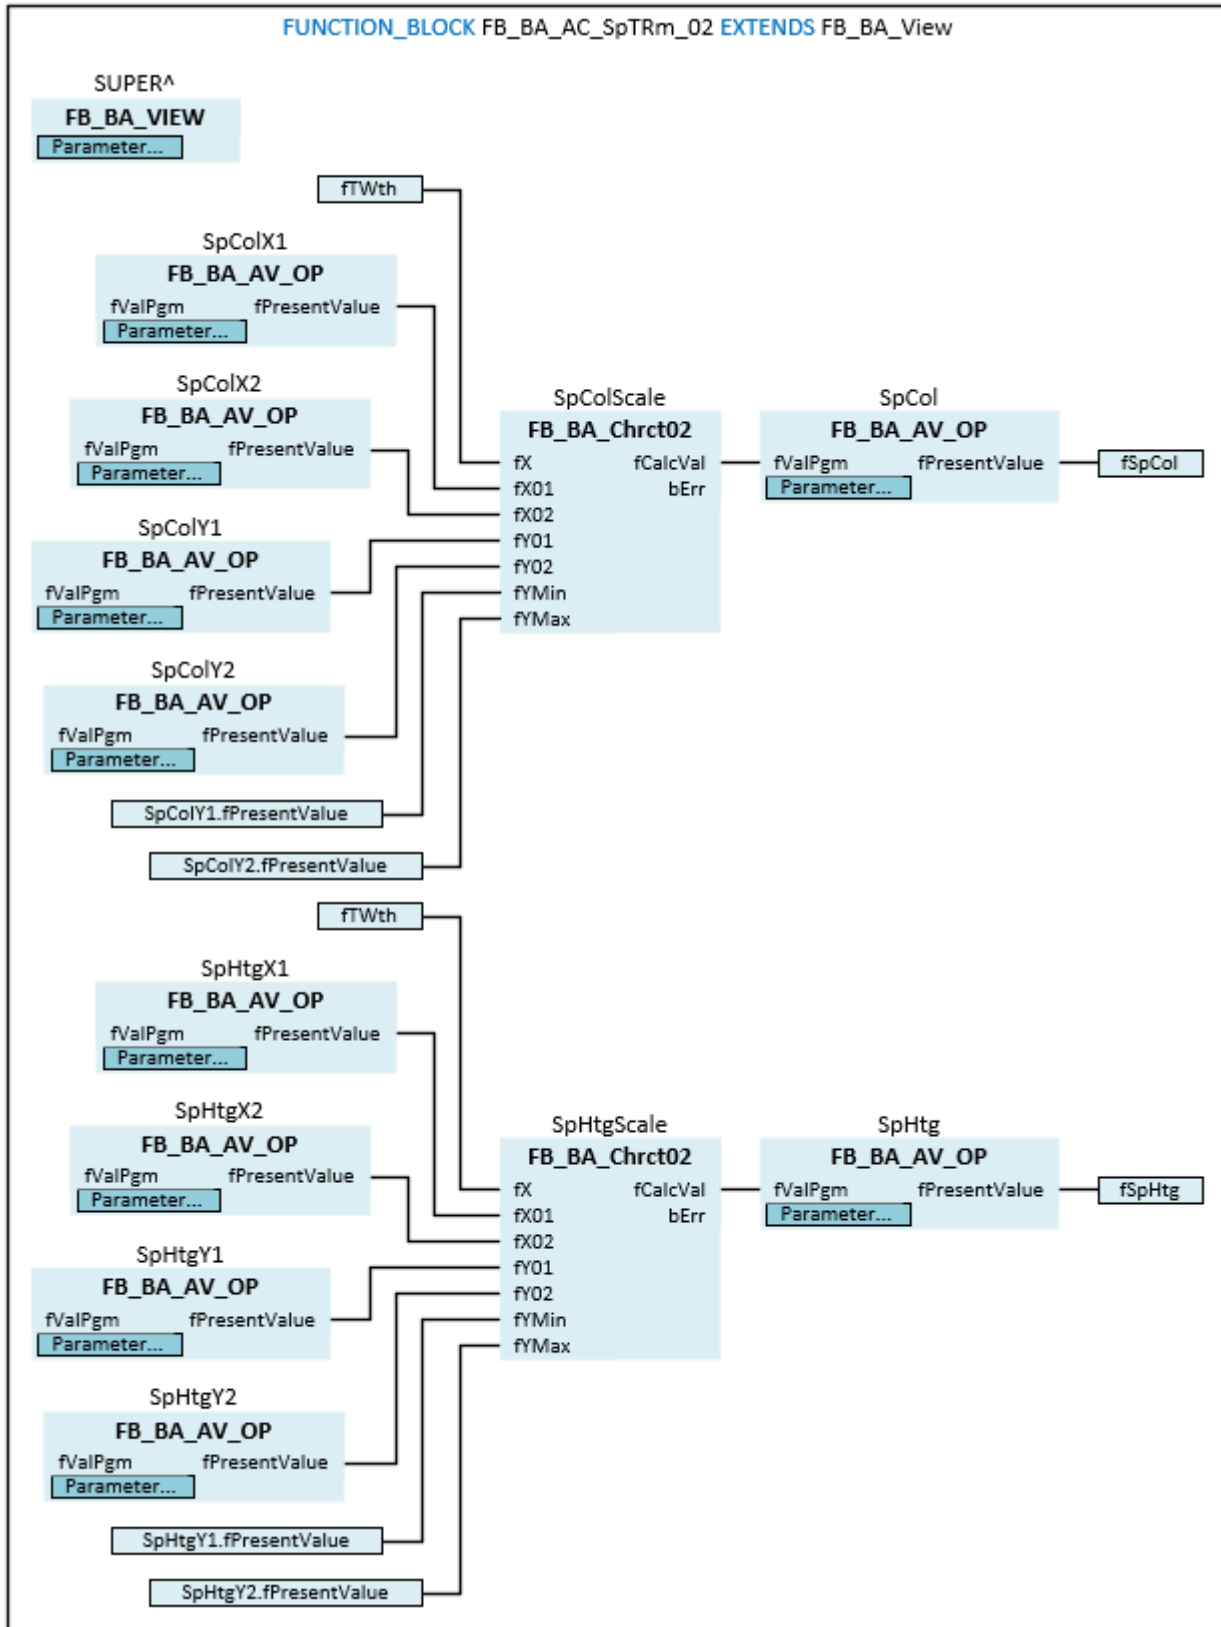 FUNCTION_BLOCK FB_BA_AC_SpTRm_02 EXTENDS FB_BA_View
SUPER^
FB_BA_VIEW
Parameter...
fTWth
SpColX1
FB_BA_AV_OP
fValPgm fPresentValue
Parameter...
SpColX2
FB_BA_AV_OP
fValPgm fPresentValue
Parameter...
SpColY1
FB_BA_AV_OP
fValPgm fPresentValue
Parameter...
SpColY2
FB_BA_AV_OP
fValPgm fPresentValue
Parameter...
SpColY1.fPresentValue
SpColY2.fPresentValue
SpColScale
FB_BA_Chrct02
fX fCalcVal
fX01 bErr
fX02
fY01
fY02
fYMin
fYMax
SpCol
FB_BA_AV_OP
fValPgm fPresentValue
Parameter...
fSpCol
fTWth
SpHtgX1
FB_BA_AV_OP
fValPgm fPresentValue
Parameter...
SpHtgX2
FB_BA_AV_OP
fValPgm fPresentValue
Parameter...
SpHtgY1
FB_BA_AV_OP
fValPgm fPresentValue
Parameter...
SpHtgY2
FB_BA_AV_OP
fValPgm fPresentValue
Parameter...
SpHtgY1.fPresentValue
SpHtgY2.fPresentValue
SpHtgScale
FB_BA_Chrct02
fX fCalcVal
fX01 bErr
fX02
fY01
fY02
fYMin
fYMax
SpHtg
FB_BA_AV_OP
fValPgm fPresentValue
Parameter...
fSpHtg